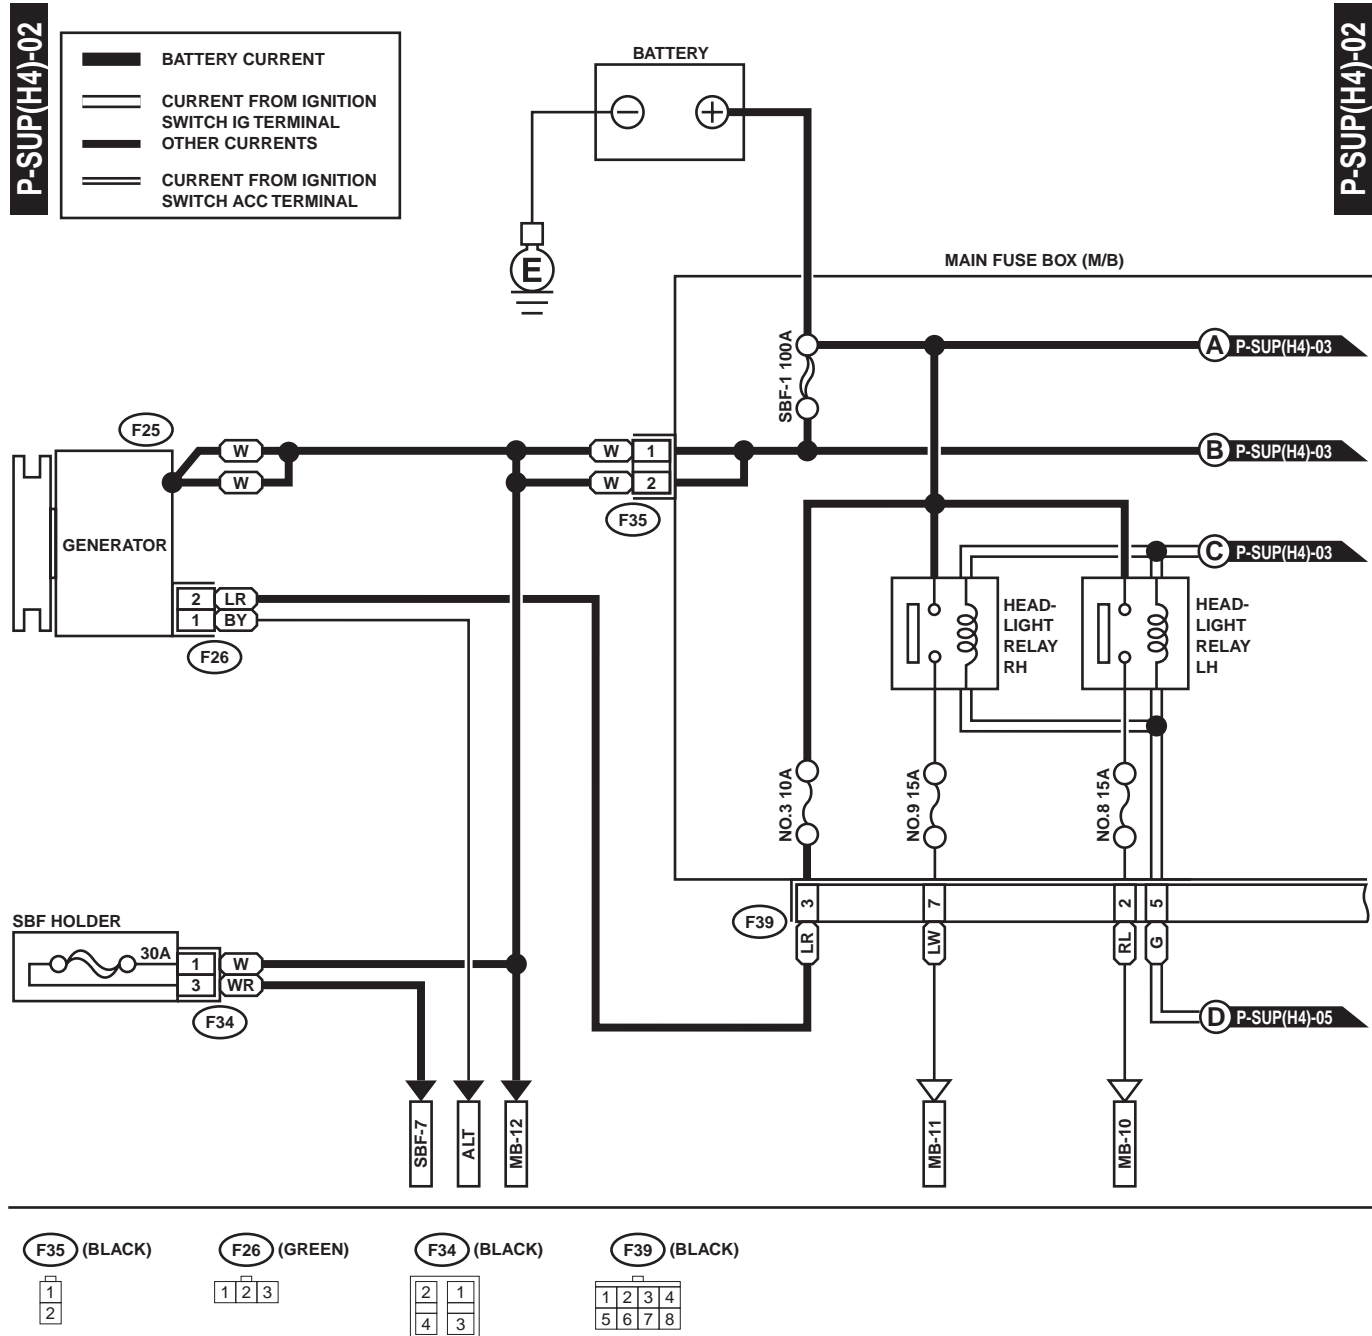 P-SUP(H4)-02
P-SUP(H4)-02
BATTERY CURRENT
CURRENT FROM IGNITION
SWITCH IG TERMINAL
OTHER CURRENTS
CURRENT FROM IGNITION
SWITCH ACC TERMINAL
BATTERY
E
MAIN FUSE BOX (M/B)
SBF-1 100A
A P-SUP(H4)-03
F25
W
W 1
B P-SUP(H4)-03
W
W 2
F35
GENERATOR
C P-SUP(H4)-03
2 LR
1 BY
F26
HEAD-
LIGHT
RELAY
RH
HEAD-
LIGHT
RELAY
LH
NO.3 10A
NO.9 15A
NO.8 15A
F39
3
7
2
5
LR
LW
RL
G
SBF HOLDER
30A
1 W
3 WR
F34
D P-SUP(H4)-05
SBF-7
ALT
MB-12
MB-11
MB-10
F35 (BLACK)
1
2
F26 (GREEN)
1 2 3
F34 (BLACK)
2 1
4 3
F39 (BLACK)
1 2 3 4
5 6 7 8